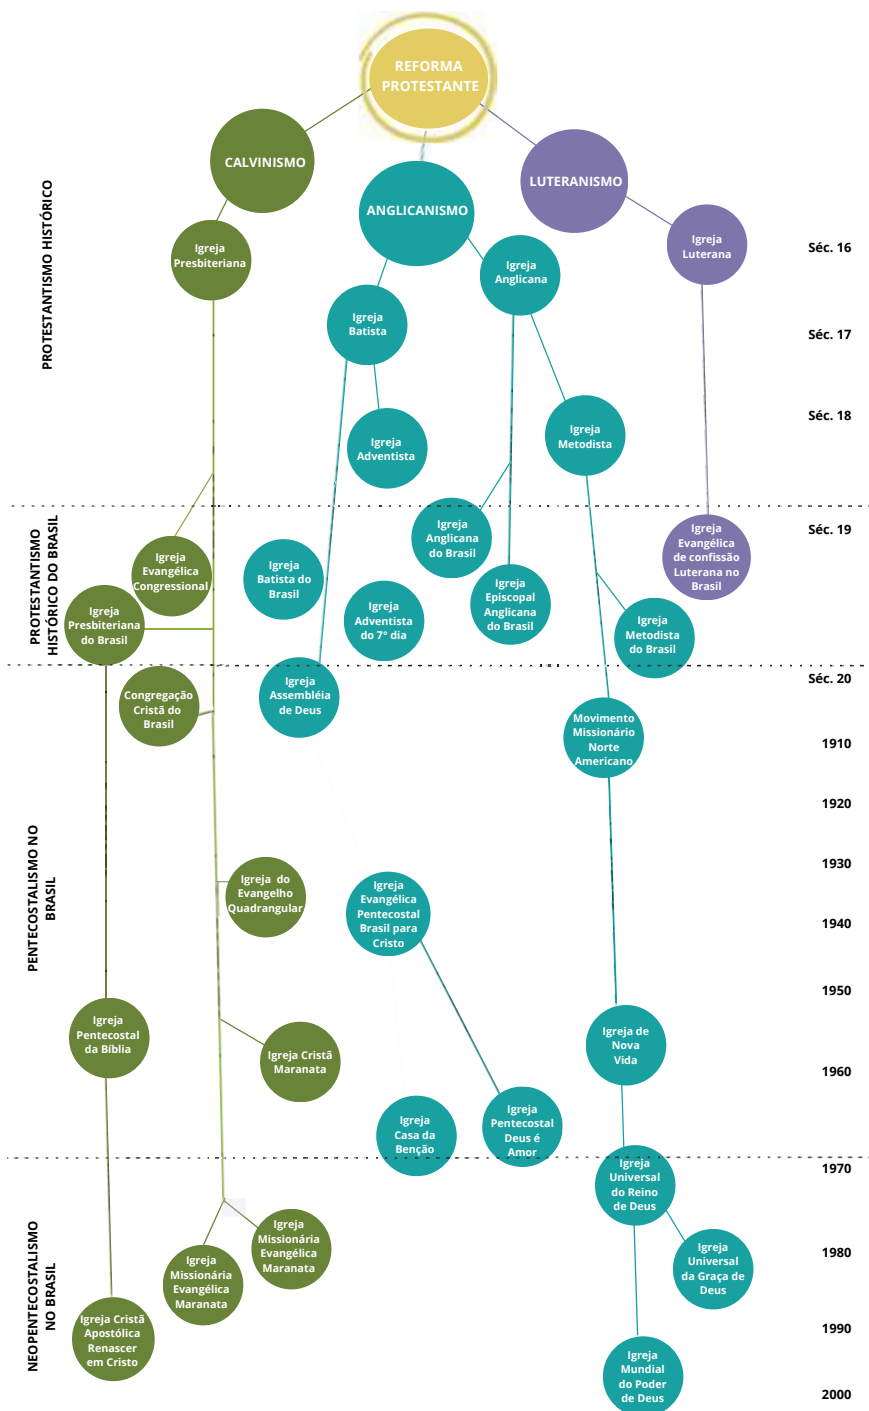 REFORMA
PROTESTANTE
CALVINISMO
ANGLICANISMO
LUTERANISMO
PROTESTANTISMO HISTÓRICO
Igreja
Presbiteriana
Igreja
Anglicana
Igreja
Luterana
Séc. 16
Igreja
Batista
Séc. 17
Igreja
Adventista
Igreja
Metodista
Séc. 18
PROTESTANTISMO
HISTÓRICO DO BRASIL
Igreja
Evangélica
Congressional
Igreja
Presbiteriana
do Brasil
Igreja
Batista do
Brasil
Igreja
Adventista
do 7º dia
Igreja
Anglicana
do Brasil
Igreja
Episcopal
Anglicana
do Brasil
Igreja
Metodista
do Brasil
Igreja
Evangélica
de confissão
Luterana no
Brasil
Séc. 19
PENTECOSTALISMO NO
BRASIL
Congregação
Cristã do
Brasil
Igreja
Assembléia
de Deus
Movimento
Missionário
Norte
Americano
Séc. 20
1910
1920
Igreja do
Evangelho
Quadrangular
Igreja
Evangélica
Pentecostal
Brasil para
Cristo
1930
1940
1950
Igreja
Pentecostal
da Bíblia
Igreja Cristã
Maranata
Igreja de
Nova
Vida
1960
Igreja
Casa da
Benção
Igreja
Pentecostal
Deus é
Amor
NEOPENTECOSTALISMO
NO BRASIL
Igreja
Universal
do Reino
de Deus
1970
Igreja
Missionária
Evangélica
Maranata
Igreja
Missionária
Evangélica
Maranata
Igreja
Universal
da Graça de
Deus
1980
Igreja Cristã
Apostólica
Renascer
em Cristo
Igreja
Mundial
do Poder
de Deus
1990
2000